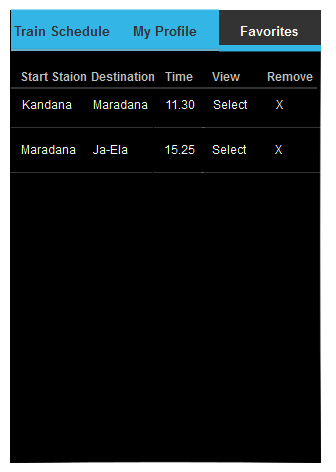 Train Schedule My Profile Favorites
Start Staion Destination Time View Remove
Kandana Maradana 11.30 Select X
Maradana Ja-Ela 15.25 Select X